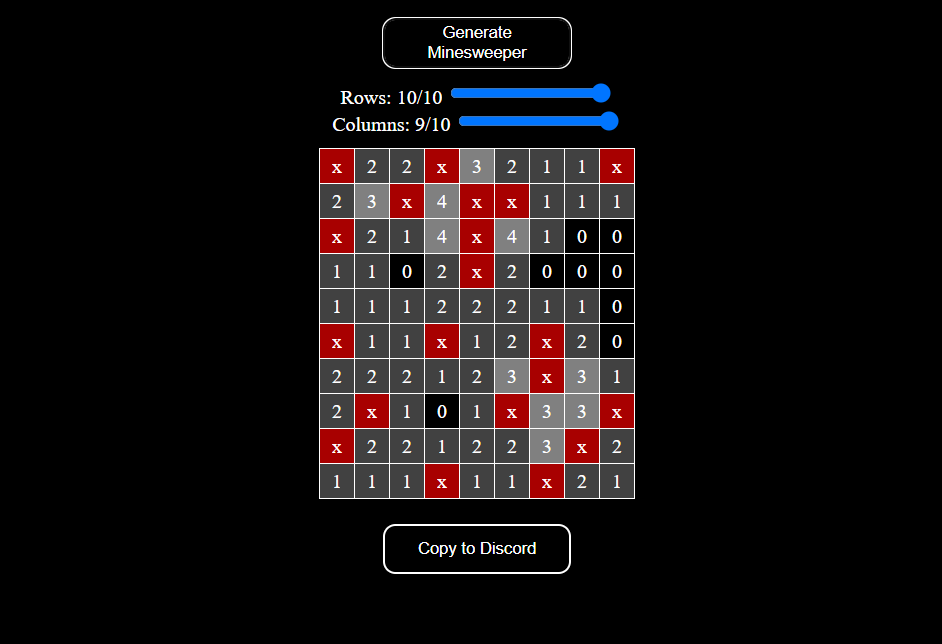 Generate
Minesweeper
Rows: 10/10
Columns: 9/10
x 2 2 x 3 2 1 1 x
2 3 x 4 x x 1 1 1
x 2 1 4 x 4 1 0 0
1 1 0 2 x 2 0 0 0
1 1 1 2 2 2 1 1 0
x 1 1 x 1 2 x 2 0
2 2 2 1 2 3 x 3 1
2 x 1 0 1 x 3 3 x
x 2 2 1 2 2 3 x 2
1 1 1 x 1 1 x 2 1
Copy to Discord